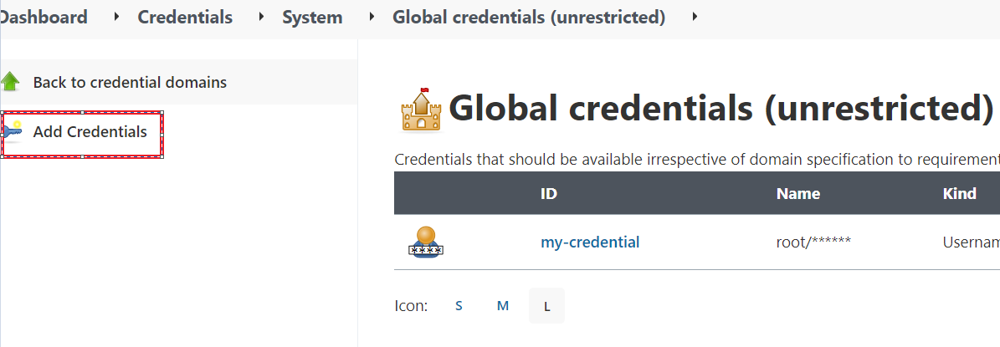 Dashboard Credentials System Global credentials (unrestricted)
Back to credential domains
Add Credentials
Global credentials (unrestricted)
Credentials that should be available irrespective of domain specification to requirement
ID Name Kind
my-credential root/****** Usernam
Icon: S M L